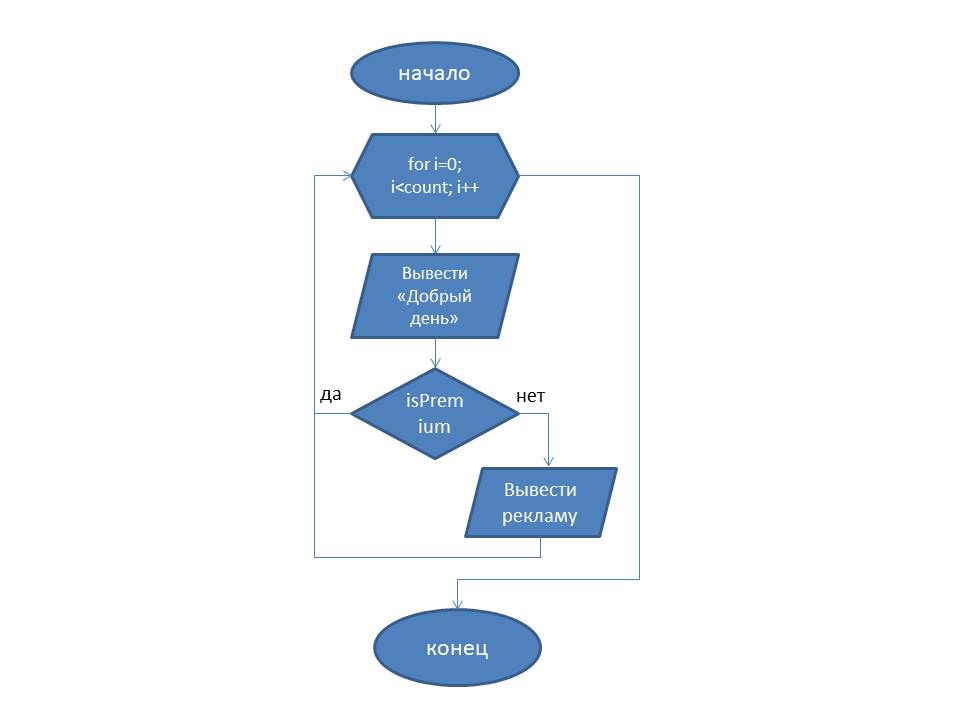 начало
for i=0;
i<count; i++
Вывести
«Добрый
день»
да
isPrem
ium
нет
Вывести
рекламу
конец